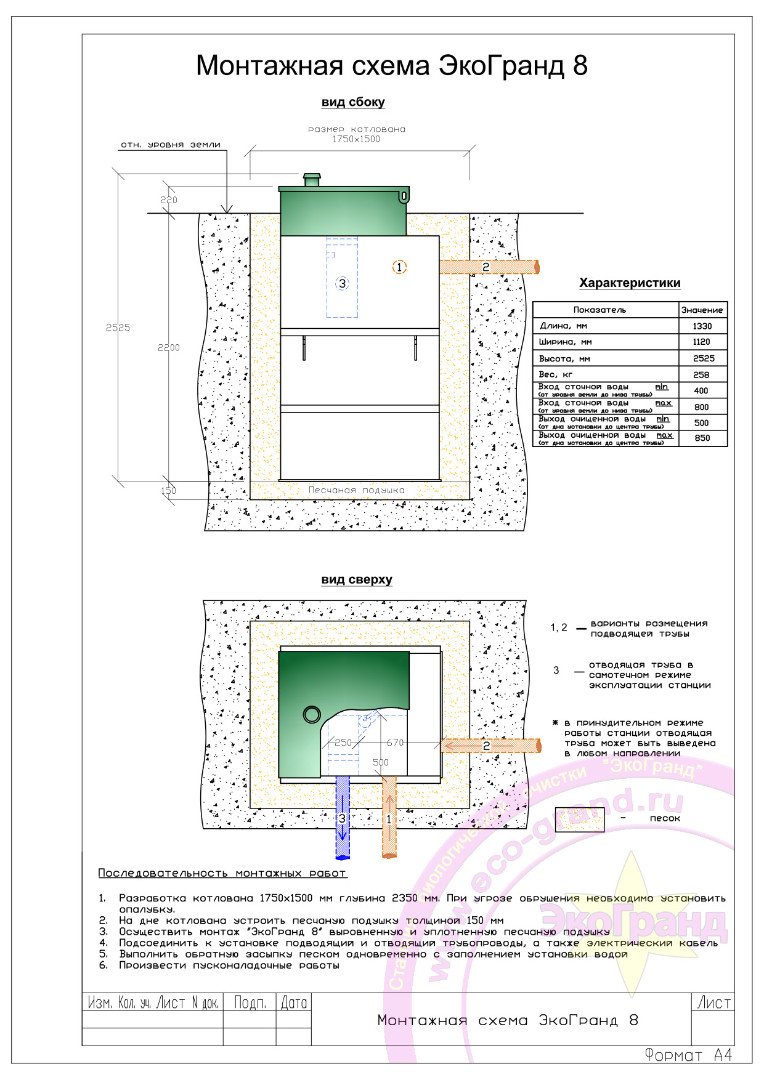 Монтажная схема ЭкоГранд 8
вид сбоку
размер котлована
1750х1500
отн. уровня земли
220
2525
2200
150
1
2
3
Песчаная подушка
Характеристики
Показатель Значение
Длина, мм 1330
Ширина, мм 1120
Высота, мм 2525
Вес, кг 258
Вход сточной воды min 400
(от уровня земли до низа трубы)
Вход сточной воды max 800
(от уровня земли до низа трубы)
Выход очищенной воды min 500
(от дна установки до центра трубы)
Выход очищенной воды max 850
(от дна установки до центра трубы)
вид сверху
1, 2 — варианты размещения
подводящей трубы
3 — отводящая труба в
самотечном режиме
эксплуатации станции
* в принудительном режиме
работы станции отводящая
труба может быть выведена
в любом направлении
250
670
500
2
3
1
- песок
"ЭкоГранд"
www.eco-grand.ru
ЭкоГранд
Последовательность монтажных работ
1. Разработка котлована 1750х1500 мм глубина 2350 мм. При угрозе обрушения необходимо установить
опалубку.
2. На дне котлована устроить песчаную подушку толщиной 150 мм
3. Осуществить монтаж "ЭкоГранд 8" выровненную и уплотненную песчаную подушку
4. Подсоединить к установке подводящий и отводящий трубопроводы, а также электрический кабель
5. Выполнить обратную засыпку песком одновременно с заполнением установки водой
6. Произвести пусконаладочные работы
Изм. Кол. уч. Лист N док. Подп. Дата
Монтажная схема ЭкоГранд 8
Лист
Формат А4